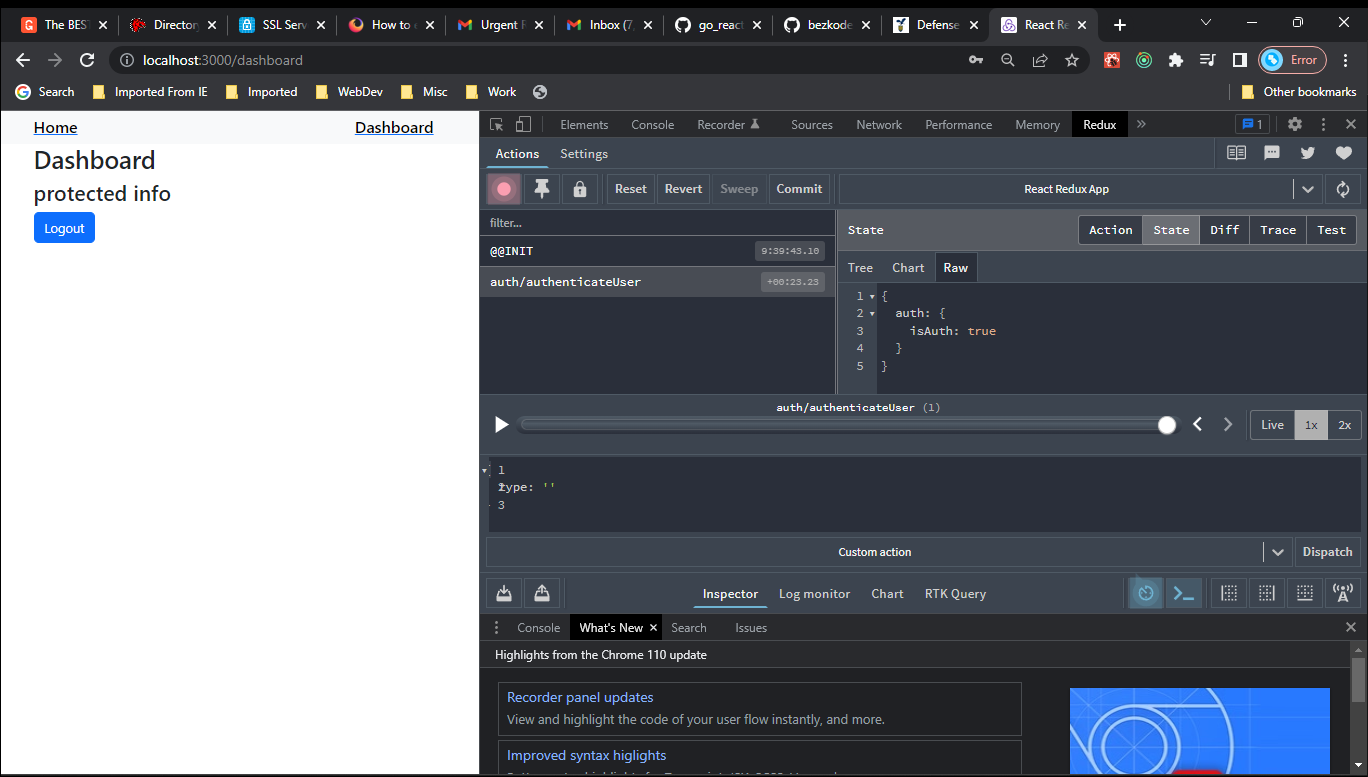 The BES
Director
SSL Serv
How to e
Urgent F
Inbox (7,
go_react
bezkode
Defense
React Re
localhost:3000/dashboard
Error
Search
Imported From IE
Imported
WebDev
Misc
Work
Other bookmarks
Home
Dashboard
Dashboard
protected info
Logout
Elements
Console
Recorder
Sources
Network
Performance
Memory
Redux
1
Actions
Settings
Reset
Revert
Sweep
Commit
React Redux App
filter...
@@INIT
9:39:43.10
auth/authenticateUser
+00:23.23
State
Action
State
Diff
Trace
Test
Tree
Chart
Raw
1 {
2 auth: {
3 isAuth: true
4 }
5 }
auth/authenticateUser (1)
Live
1x
2x
1
2
type: ''
3
Custom action
Dispatch
Inspector
Log monitor
Chart
RTK Query
Console
What's New
Search
Issues
Highlights from the Chrome 110 update
Recorder panel updates
View and highlight the code of your user flow instantly, and more.
Improved syntax higlights